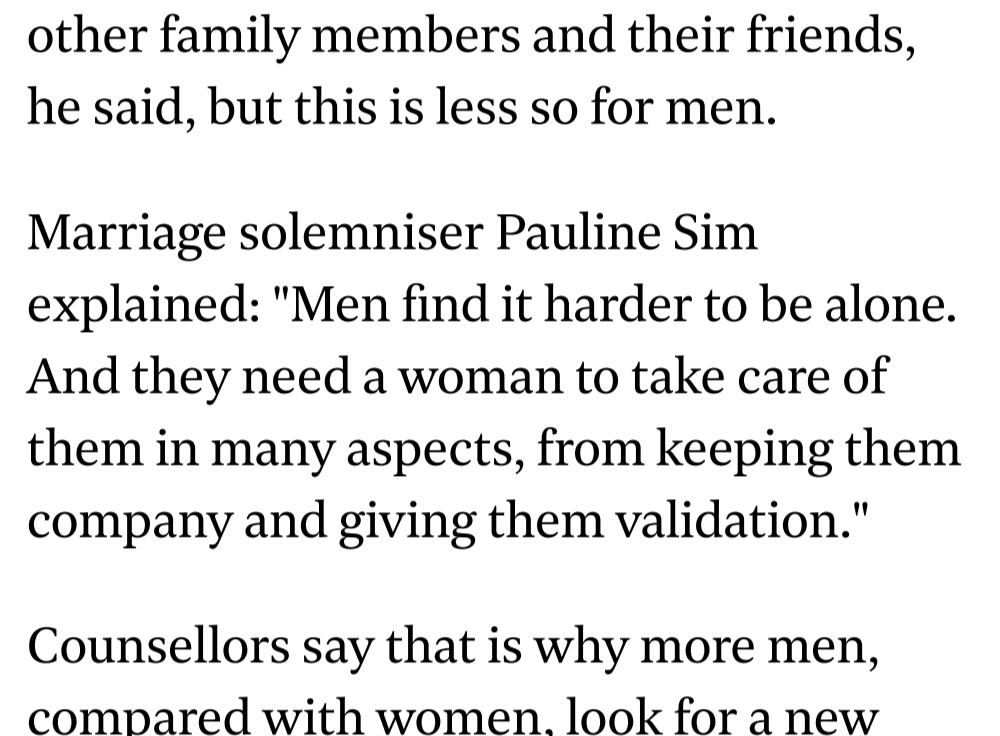 other family members and their friends,
he said, but this is less so for men.
Marriage solemniser Pauline Sim
explained: "Men find it harder to be alone.
And they need a woman to take care of
them in many aspects, from keeping them
company and giving them validation."
Counsellors say that is why more men,
compared with women, look for a new